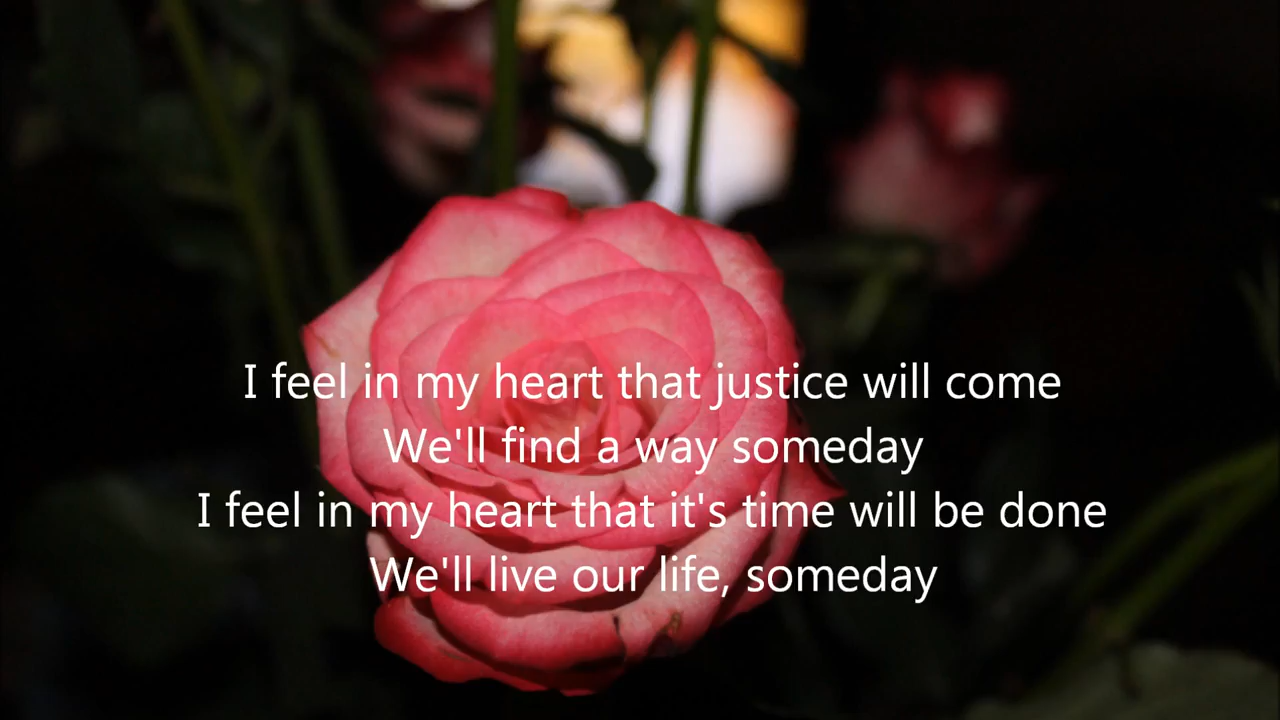 I feel in my heart that justice will come
We'll find a way someday
I feel in my heart that it's time will be done
We'll live our life, someday